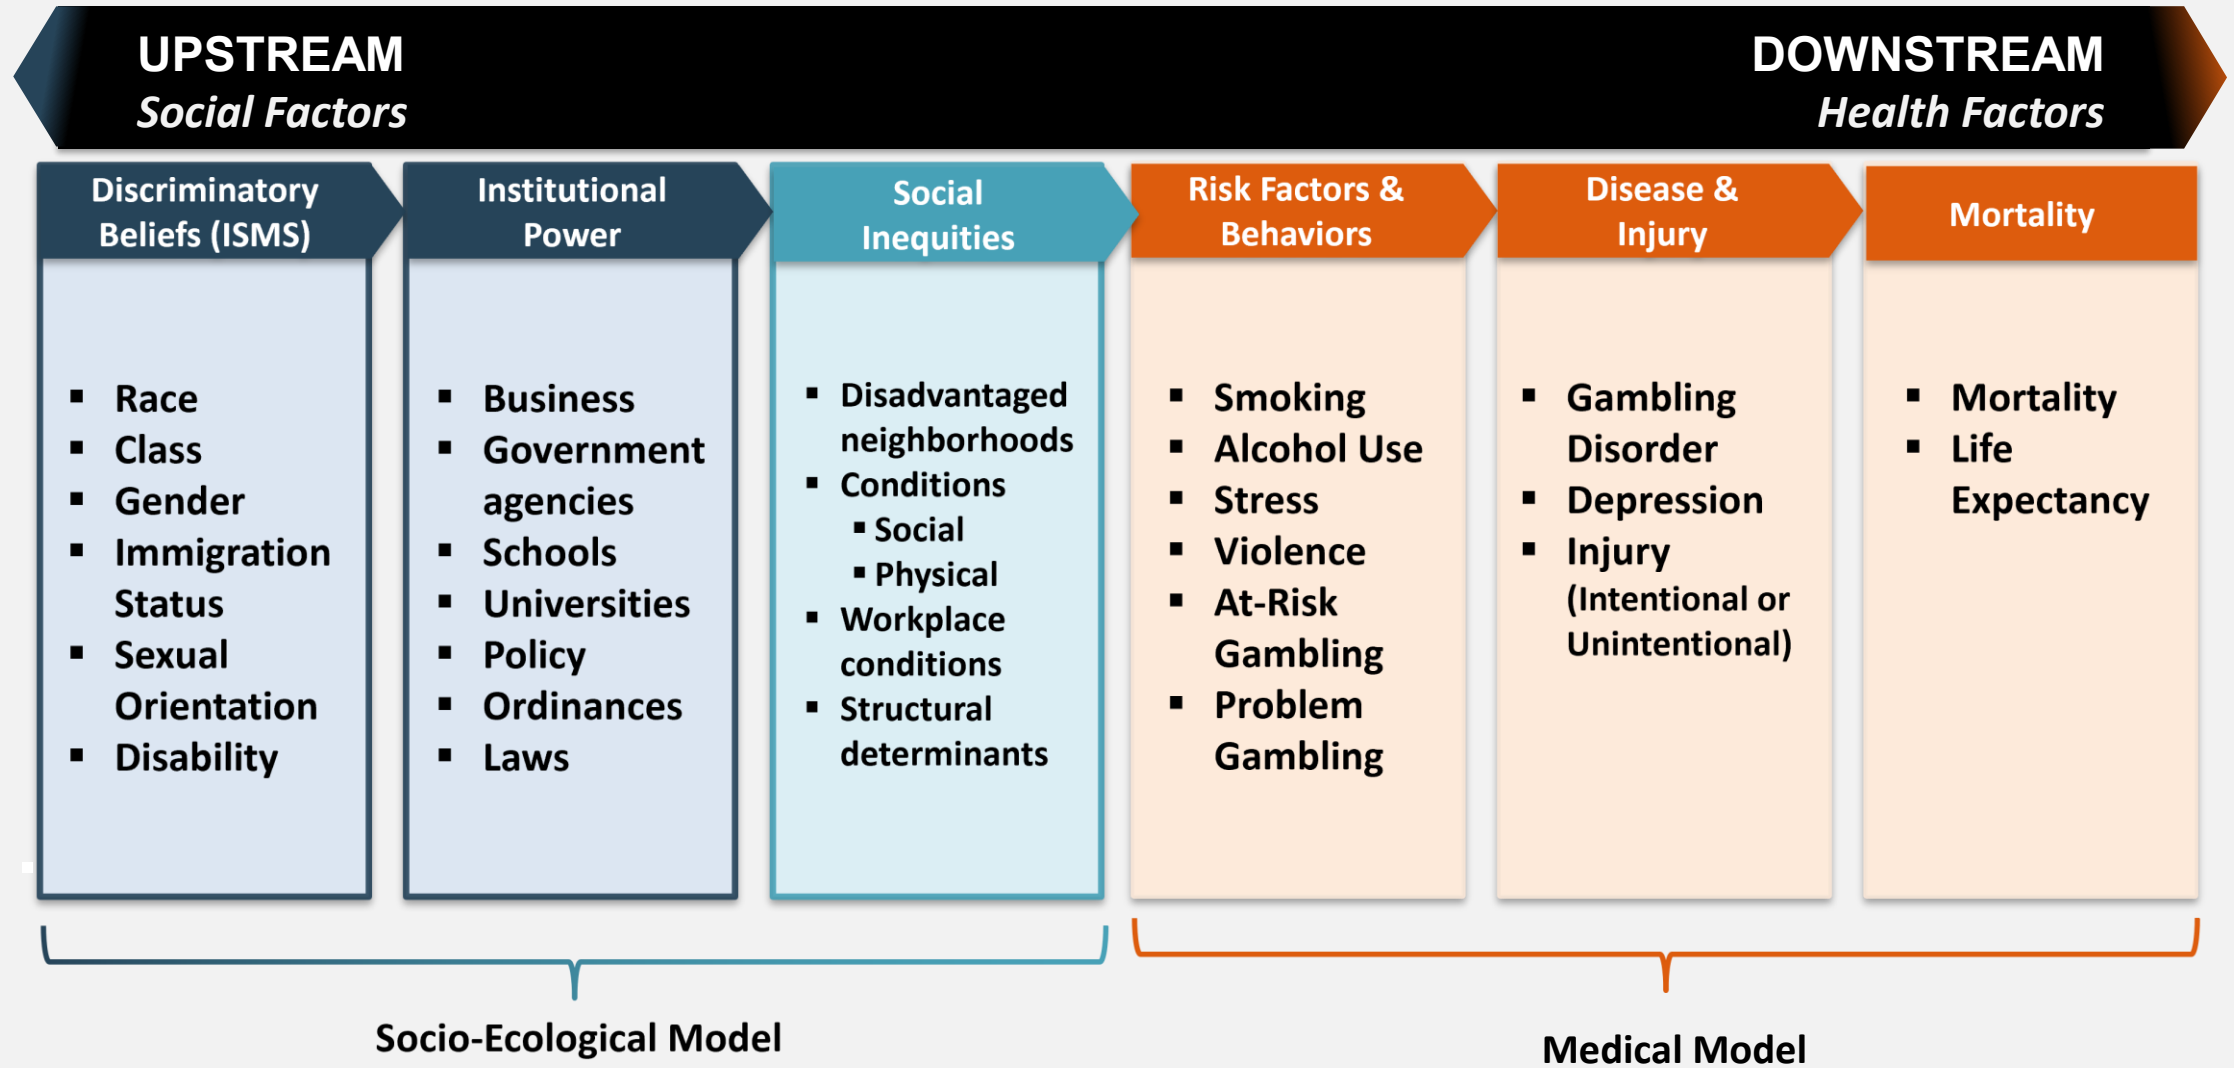 UPSTREAM
Social Factors
DOWNSTREAM
Health Factors
Discriminatory
Beliefs (ISMS)
▪ Race
▪ Class
▪ Gender
▪ Immigration
Status
▪ Sexual
Orientation
▪ Disability
Institutional
Power
▪ Business
▪ Government
agencies
▪ Schools
▪ Universities
▪ Policy
▪ Ordinances
▪ Laws
Social
Inequities
▪ Disadvantaged
neighborhoods
▪ Conditions
▪ Social
▪ Physical
▪ Workplace
conditions
▪ Structural
determinants
Risk Factors &
Behaviors
▪ Smoking
▪ Alcohol Use
▪ Stress
▪ Violence
▪ At-Risk
Gambling
▪ Problem
Gambling
Disease &
Injury
▪ Gambling
Disorder
▪ Depression
▪ Injury
(Intentional or
Unintentional)
Mortality
▪ Mortality
▪ Life
Expectancy
Socio-Ecological Model
Medical Model